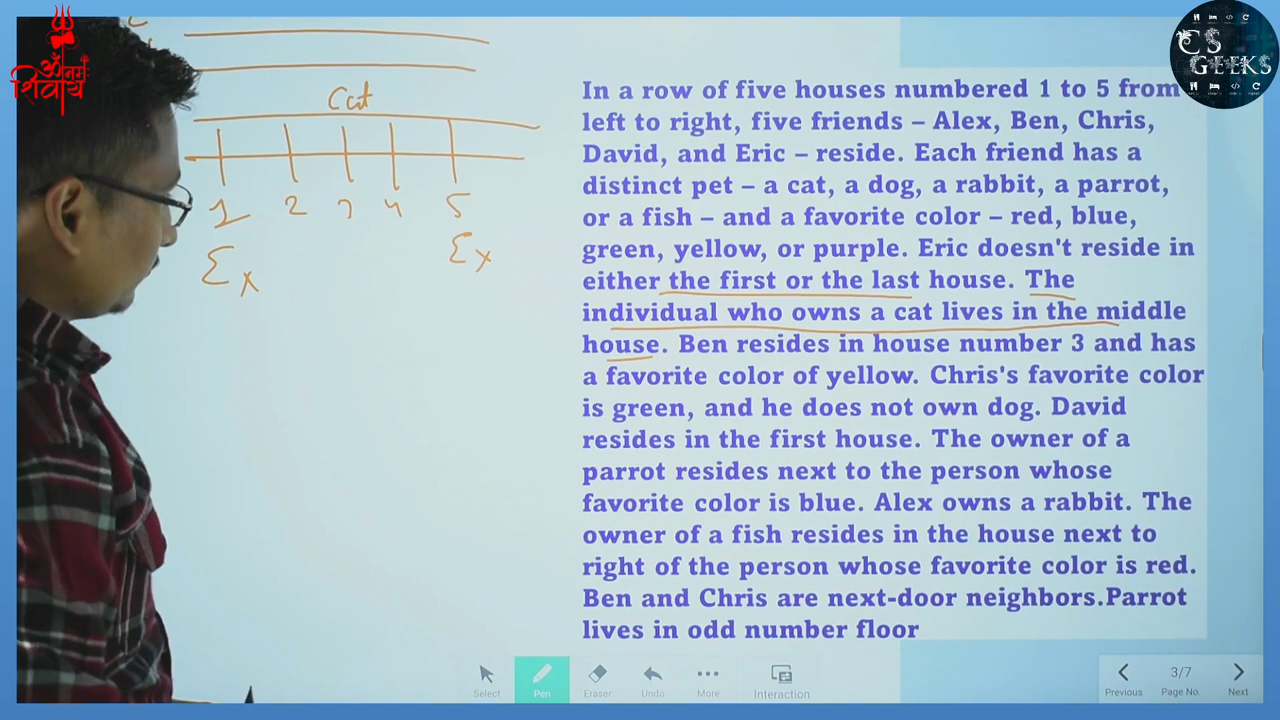 ॐ नमः
शिवाय
Cat
1 2 3 4 5
Ex Ex
CS
GEEKS
In a row of five houses numbered 1 to 5 from
left to right, five friends – Alex, Ben, Chris,
David, and Eric – reside. Each friend has a
distinct pet – a cat, a dog, a rabbit, a parrot,
or a fish – and a favorite color – red, blue,
green, yellow, or purple. Eric doesn't reside in
either the first or the last house. The
individual who owns a cat lives in the middle
house. Ben resides in house number 3 and has
a favorite color of yellow. Chris's favorite color
is green, and he does not own dog. David
resides in the first house. The owner of a
parrot resides next to the person whose
favorite color is blue. Alex owns a rabbit. The
owner of a fish resides in the house next to
right of the person whose favorite color is red.
Ben and Chris are next-door neighbors.Parrot
lives in odd number floor
Select Pen Eraser Undo More Interaction
Previous 3/7 Page No. Next